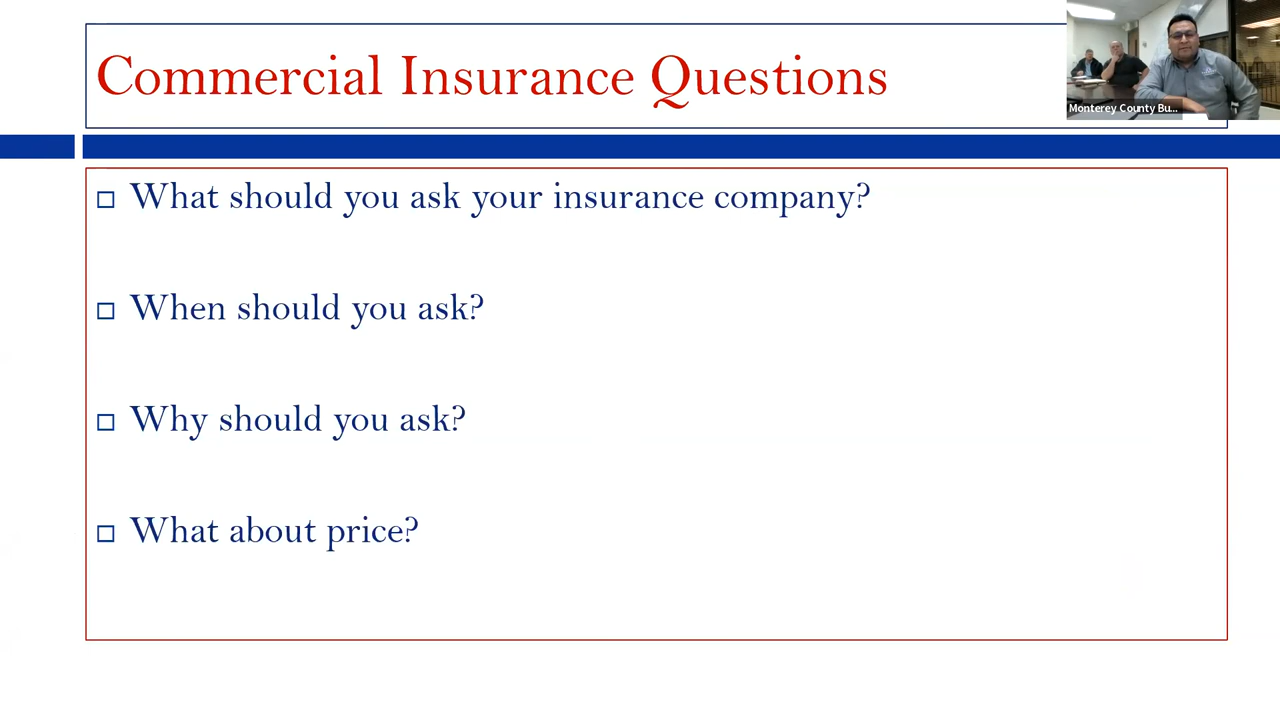 Commercial Insurance Questions
Monterey County Bu...
What should you ask your insurance company?
When should you ask?
Why should you ask?
What about price?